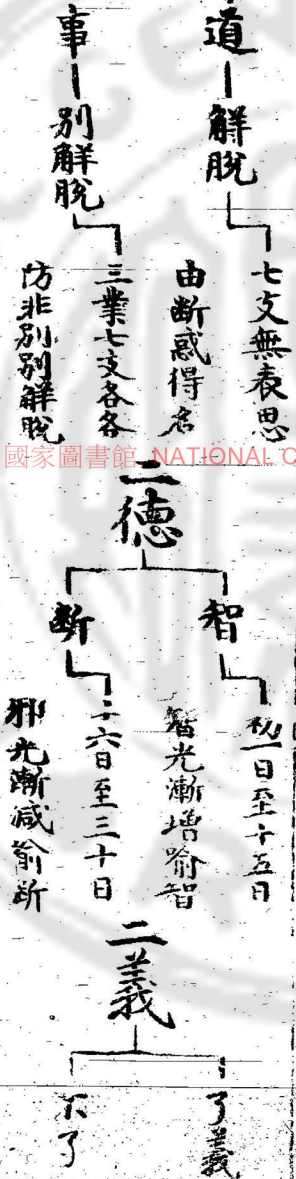 道
解脫
七支無表思
由断惑得名
事
別解脫
三業七支各各
防非別別解脫
國家圖書館 NATIONAL C
二德
智
初一日至十五日
智光漸增喻智
断
十六日至三十日
邪光漸減喻断
二義
了義
不了